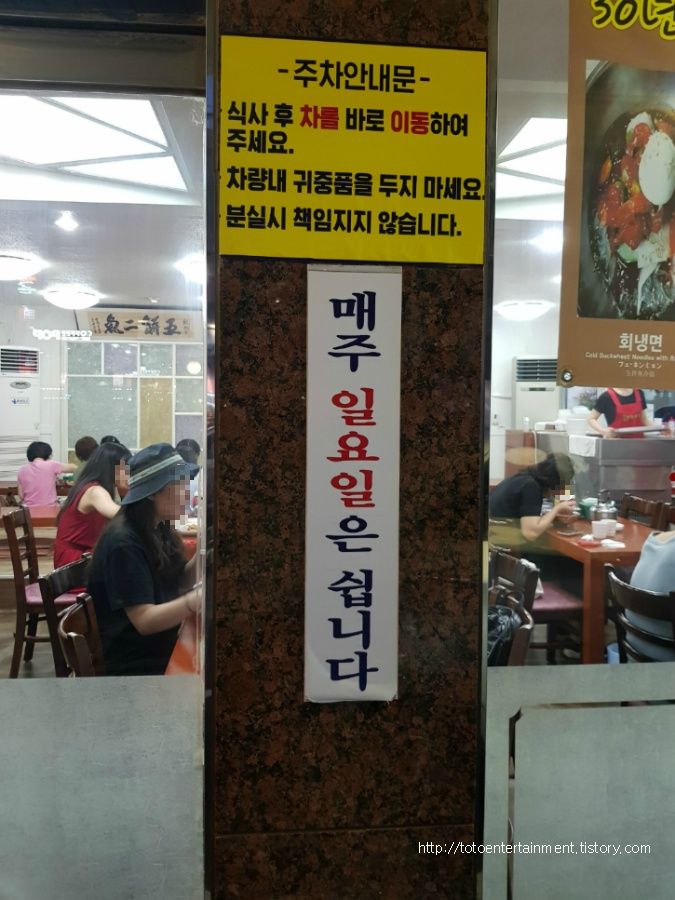 -주차안내문-
식사 후 차를 바로 이동하여
주세요.
차량내 귀중품을 두지 마세요.
분실시 책임지지 않습니다.
매주 일요일은 쉽니다
30년
회냉면
Cold Buckwheat Noodles with R
http://totoentertainment.tistory.com